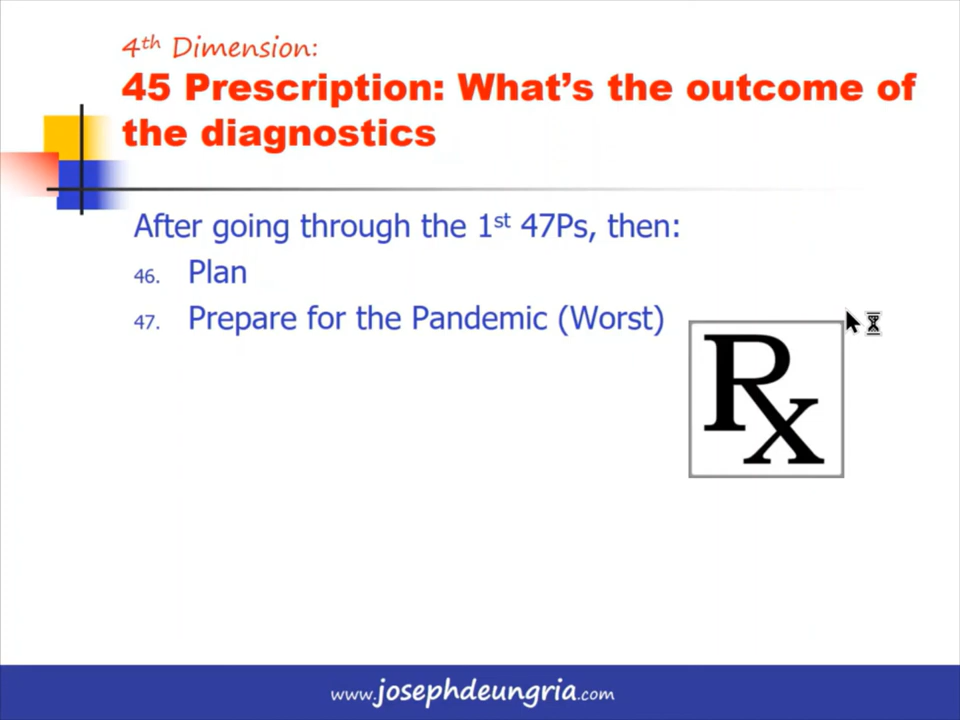 4th Dimension:
45 Prescription: What's the outcome of
the diagnostics
After going through the 1st 47Ps, then:
46. Plan
47. Prepare for the Pandemic (Worst)
Rx
www.josephdeungria.com